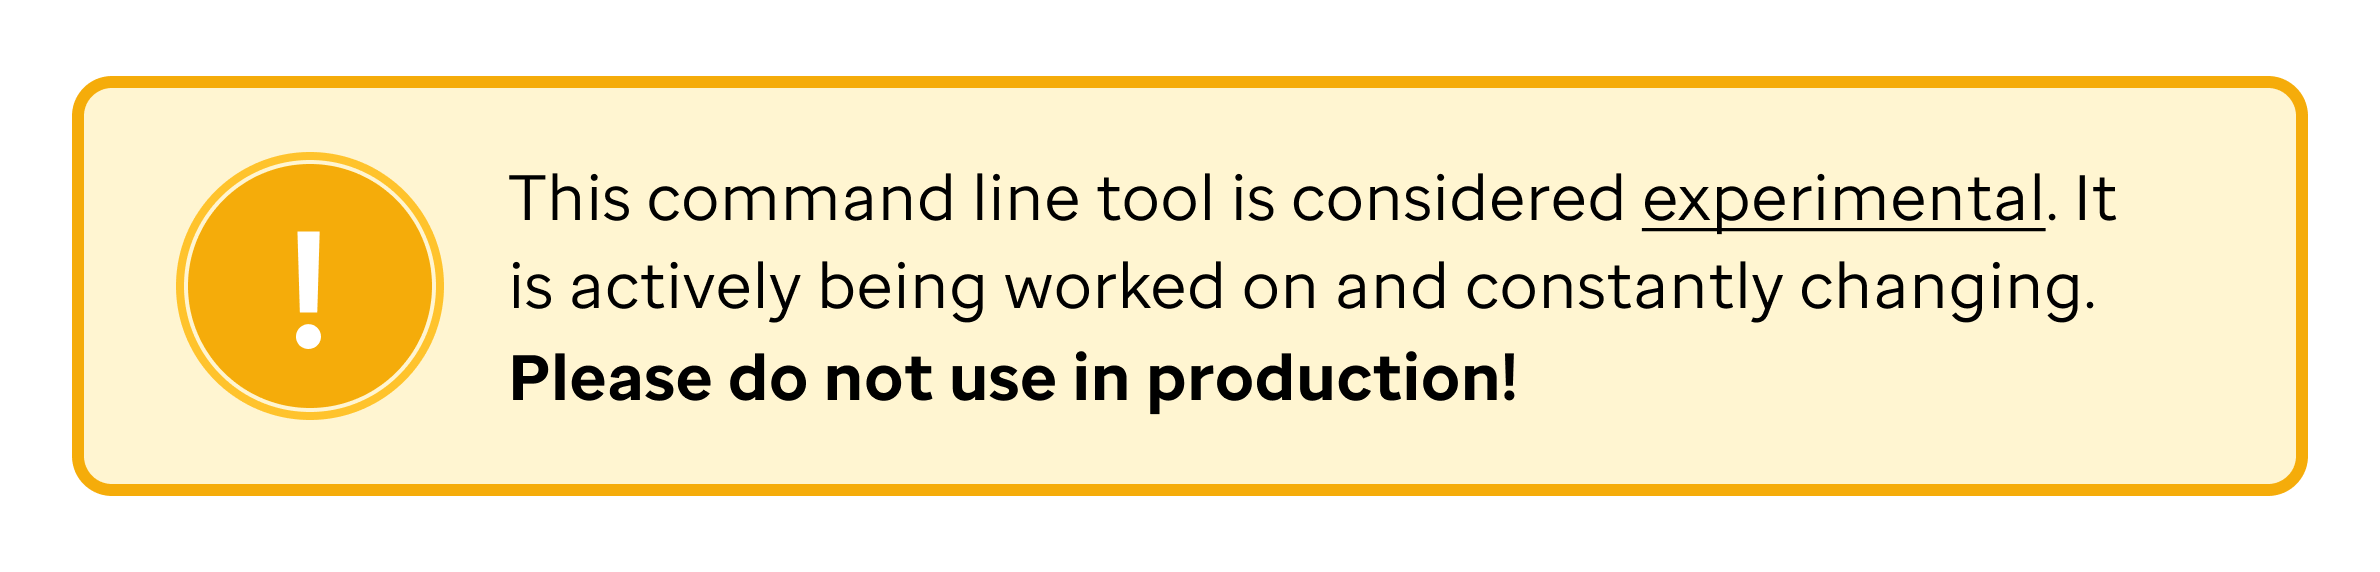 !
This command line tool is considered experimental. It
is actively being worked on and constantly changing.
Please do not use in production!